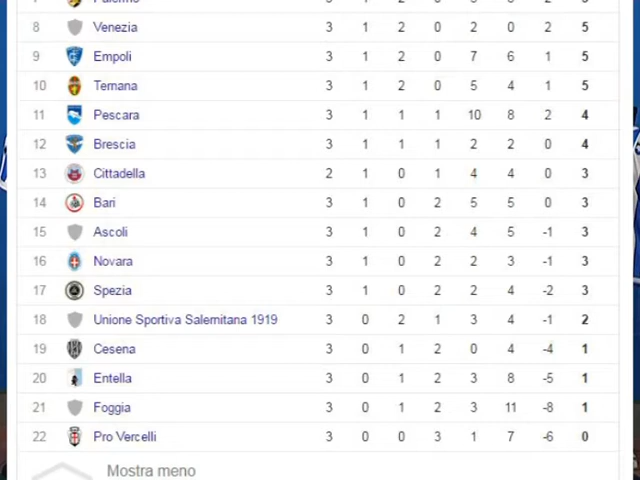 8 Venezia 3 1 2 0 2 0 2 5
9 Empoli 3 1 2 0 7 6 1 5
10 Ternana 3 1 2 0 5 4 1 5
11 Pescara 3 1 1 1 10 8 2 4
12 Brescia 3 1 1 1 2 2 0 4
13 Cittadella 2 1 0 1 4 4 0 3
14 Bari 3 1 0 2 5 5 0 3
15 Ascoli 3 1 0 2 4 5 -1 3
16 Novara 3 1 0 2 2 3 -1 3
17 Spezia 3 1 0 2 2 4 -2 3
18 Unione Sportiva Salernitana 1919 3 0 2 1 3 4 -1 2
19 Cesena 3 0 1 2 0 4 -4 1
20 Entella 3 0 1 2 3 8 -5 1
21 Foggia 3 0 1 2 3 11 -8 1
22 Pro Vercelli 3 0 0 3 1 7 -6 0
Mostra meno